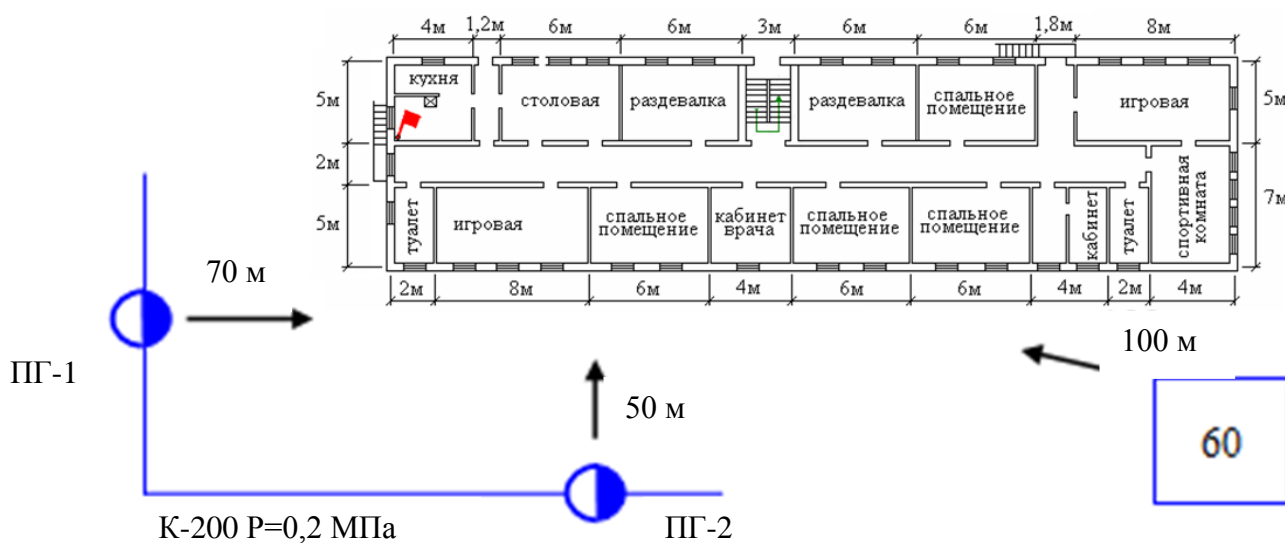 4м 1,2м 6м 6м 3м 6м 1,8м 8м
кухня
5м
столовая
раздевалка
раздевалка
спальное
помещение
игровая
5м
2м
5м
туалет
игровая
спальное
помещение
кабинет
врача
спальное
помещение
спальное
помещение
кабинет
туалет
спортивная
комната
7м
2м 8м 6м 4м 6м 6м 4м 2м 4м
70 м
100 м
ПГ-1
50 м
60
К-200 Р=0,2 МПа
ПГ-2